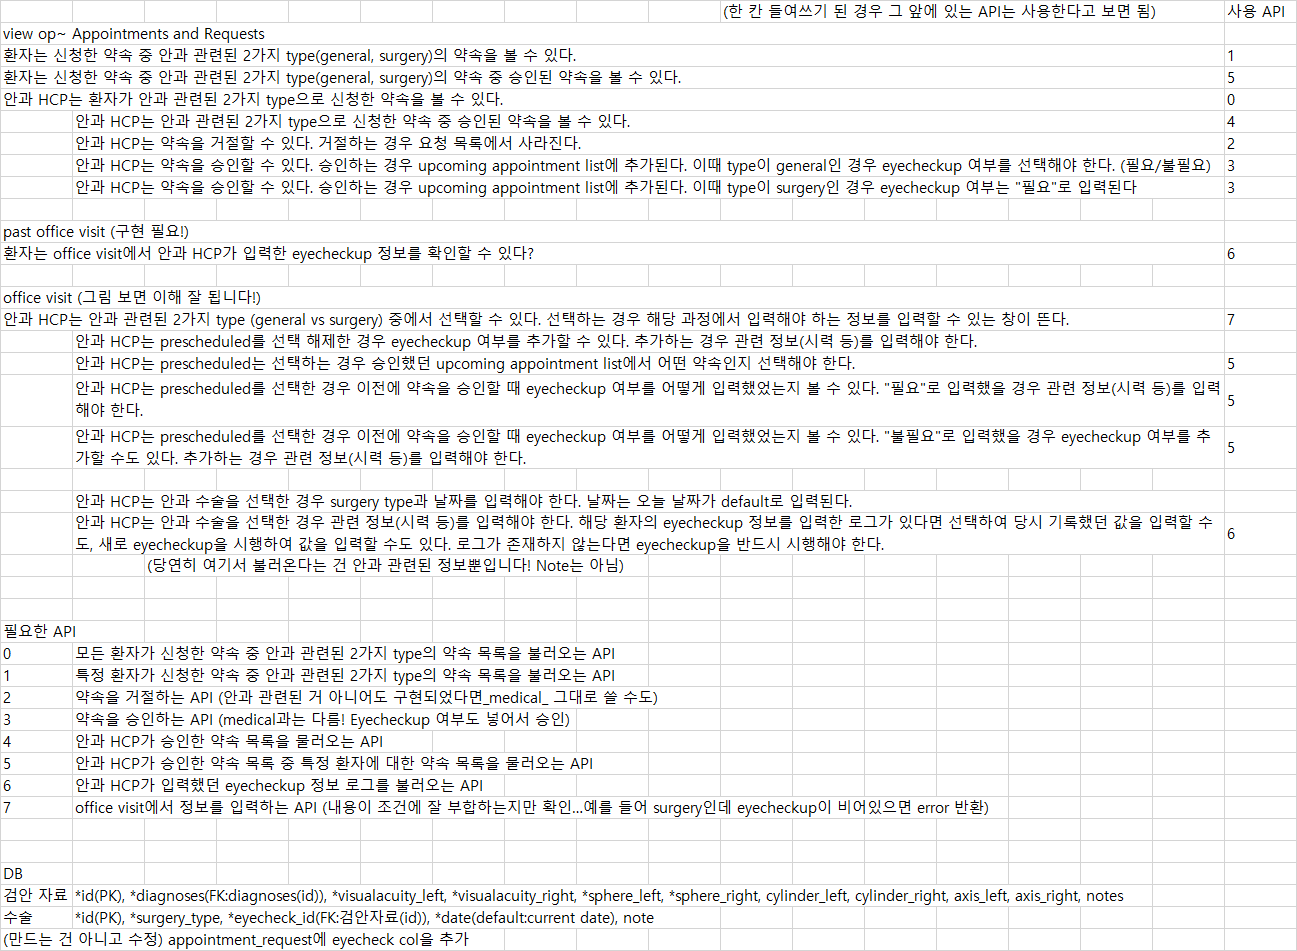 (한 칸 들여쓰기 된 경우 그 앞에 있는 API는 사용한다고 보면 됨) 사용 API
view op~ Appointments and Requests
환자는 신청한 약속 중 안과 관련된 2가지 type(general, surgery)의 약속을 볼 수 있다. 1
환자는 신청한 약속 중 안과 관련된 2가지 type(general, surgery)의 약속 중 승인된 약속을 볼 수 있다. 5
안과 HCP는 환자가 안과 관련된 2가지 type으로 신청한 약속을 볼 수 있다. 0
안과 HCP는 안과 관련된 2가지 type으로 신청한 약속 중 승인된 약속을 볼 수 있다. 4
안과 HCP는 약속을 거절할 수 있다. 거절하는 경우 요청 목록에서 사라진다. 2
안과 HCP는 약속을 승인할 수 있다. 승인하는 경우 upcoming appointment list에 추가된다. 이때 type이 general인 경우 eyecheckup 여부를 선택해야 한다. (필요/불필요) 3
안과 HCP는 약속을 승인할 수 있다. 승인하는 경우 upcoming appointment list에 추가된다. 이때 type이 surgery인 경우 eyecheckup 여부는 "필요"로 입력된다 3
past office visit (구현 필요!)
환자는 office visit에서 안과 HCP가 입력한 eyecheckup 정보를 확인할 수 있다? 6
office visit (그림 보면 이해 잘 됩니다!)
안과 HCP는 안과 관련된 2가지 type (general vs surgery) 중에서 선택할 수 있다. 선택하는 경우 해당 과정에서 입력해야 하는 정보를 입력할 수 있는 창이 뜬다. 7
안과 HCP는 prescheduled를 선택 해제한 경우 eyecheckup 여부를 추가할 수 있다. 추가하는 경우 관련 정보(시력 등)를 입력해야 한다.
안과 HCP는 prescheduled는 선택하는 경우 승인했던 upcoming appointment list에서 어떤 약속인지 선택해야 한다. 5
안과 HCP는 prescheduled를 선택한 경우 이전에 약속을 승인할 때 eyecheckup 여부를 어떻게 입력했었는지 볼 수 있다. "필요"로 입력했을 경우 관련 정보(시력 등)를 입력
해야 한다. 5
안과 HCP는 prescheduled를 선택한 경우 이전에 약속을 승인할 때 eyecheckup 여부를 어떻게 입력했었는지 볼 수 있다. "불필요"로 입력했을 경우 eyecheckup 여부를 추
가할 수도 있다. 추가하는 경우 관련 정보(시력 등)를 입력해야 한다. 5
안과 HCP는 안과 수술을 선택한 경우 surgery type과 날짜를 입력해야 한다. 날짜는 오늘 날짜가 default로 입력된다.
안과 HCP는 안과 수술을 선택한 경우 관련 정보(시력 등)를 입력해야 한다. 해당 환자의 eyecheckup 정보를 입력한 로그가 있다면 선택하여 당시 기록했던 값을 입력할 수
도, 새로 eyecheckup을 시행하여 값을 입력할 수도 있다. 로그가 존재하지 않는다면 eyecheckup을 반드시 시행해야 한다. 6
(당연히 여기서 불러온다는 건 안과 관련된 정보뿐입니다! Note는 아님)
필요한 API
0 모든 환자가 신청한 약속 중 안과 관련된 2가지 type의 약속 목록을 불러오는 API
1 특정 환자가 신청한 약속 중 안과 관련된 2가지 type의 약속 목록을 불러오는 API
2 약속을 거절하는 API (안과 관련된 거 아니어도 구현되었다면_medical_ 그대로 쓸 수도)
3 약속을 승인하는 API (medical과는 다름! Eyecheckup 여부도 넣어서 승인)
4 안과 HCP가 승인한 약속 목록을 물러오는 API
5 안과 HCP가 승인한 약속 목록 중 특정 환자에 대한 약속 목록을 물러오는 API
6 안과 HCP가 입력했던 eyecheckup 정보 로그를 불러오는 API
7 office visit에서 정보를 입력하는 API (내용이 조건에 잘 부합하는지만 확인...예를 들어 surgery인데 eyecheckup이 비어있으면 error 반환)
DB
검안 자료 *id(PK), *diagnoses(FK:diagnoses(id)), *visualacuity_left, *visualacuity_right, *sphere_left, *sphere_right, cylinder_left, cylinder_right, axis_left, axis_right, notes
수술 *id(PK), *surgery_type, *eyecheck_id(FK:검안자료(id)), *date(default:current date), note
(만드는 건 아니고 수정) appointment_request에 eyecheck col을 추가